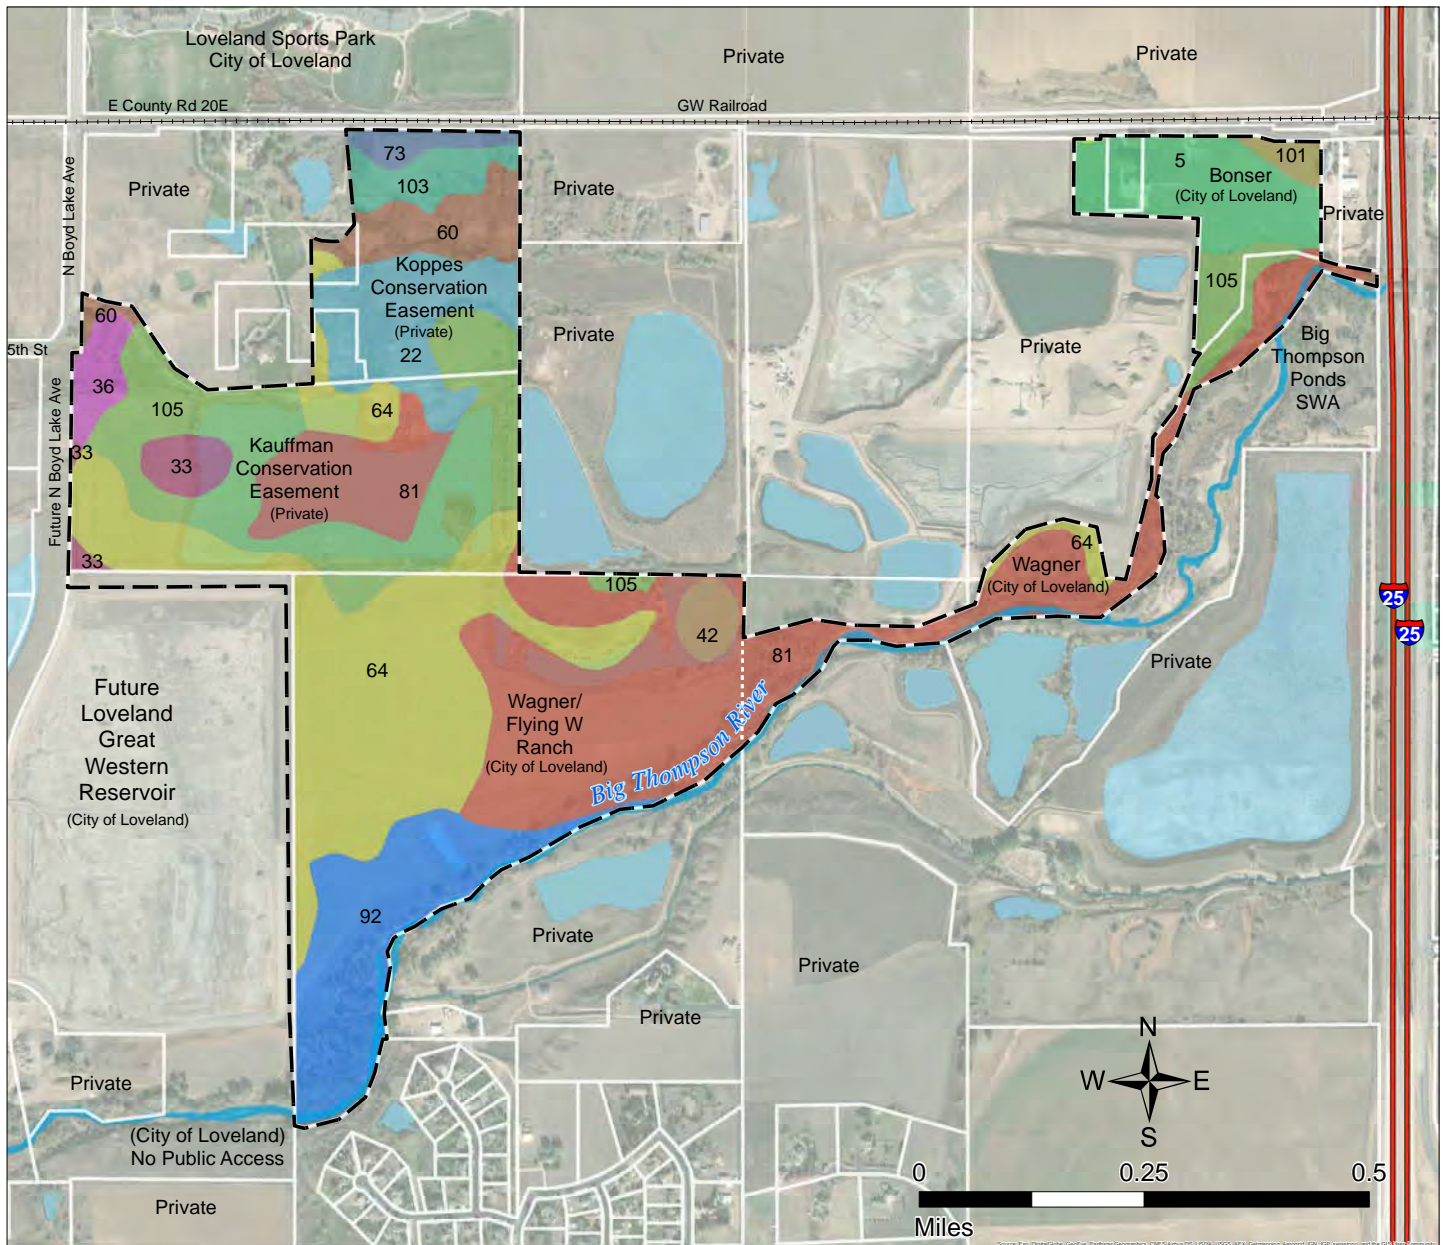 Loveland Sports Park
City of Loveland
Private
Private
E County Rd 20E
GW Railroad
N Boyd Lake Ave
Private
73
103
60
Koppes
Conservation
Easement
(Private)
22
Private
Private
5
101
Bonser
(City of Loveland)
Private
105
Private
Big
Thompson
Ponds
SWA
60
5th St
36
105
64
33
33
Kauffman
Conservation
Easement
(Private)
81
Future N Boyd Lake Ave
33
64
Wagner
(City of Loveland)
105
42
81
25
25
Private
64
Wagner/
Flying W
Ranch
(City of Loveland)
Big Thompson River
Future
Loveland
Great
Western
Reservoir
(City of Loveland)
92
Private
Private
Private
Private
(City of Loveland)
No Public Access
Private
N
W E
S
0 0.25 0.5
Miles